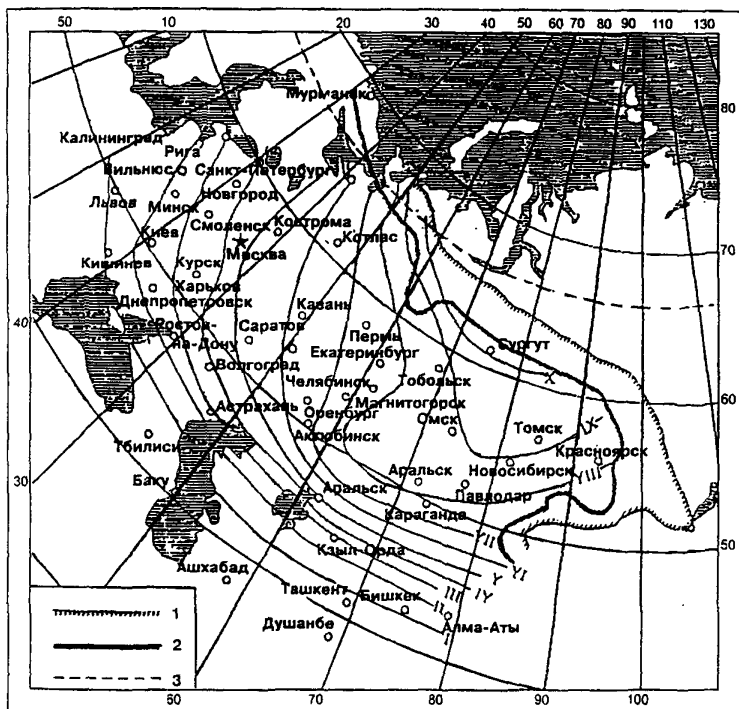 50 10 20 30 40 50 60 70 80 90 110 130
Мурманск
80
Калининград
Рига
Вильнюс Санкт-Петербург
Львов Минск Новгород
Киев Смоленск Кострома
Москва Котлас
70
Кишинев Курск
Харьков
Днепропетровск Казань
40 Ростов-на-Дону Саратов Пермь
Екатеринбург Сургут
Волгоград
Челябинск Тобольск X
Магнитогорск
60
Астрахань Оренбург Омск IX
Актюбинск Томск
Тбилиси Красноярск
Аральск Новосибирск YIII
30 Баку Аральск Павлодар
Караганда
YII
50
Кзыл-Орда YI
Y
IY
Ашхабад III
Ташкент Бишкек II
Душанбе Алма-Аты
I
1
2
3
60 70 80 90 100